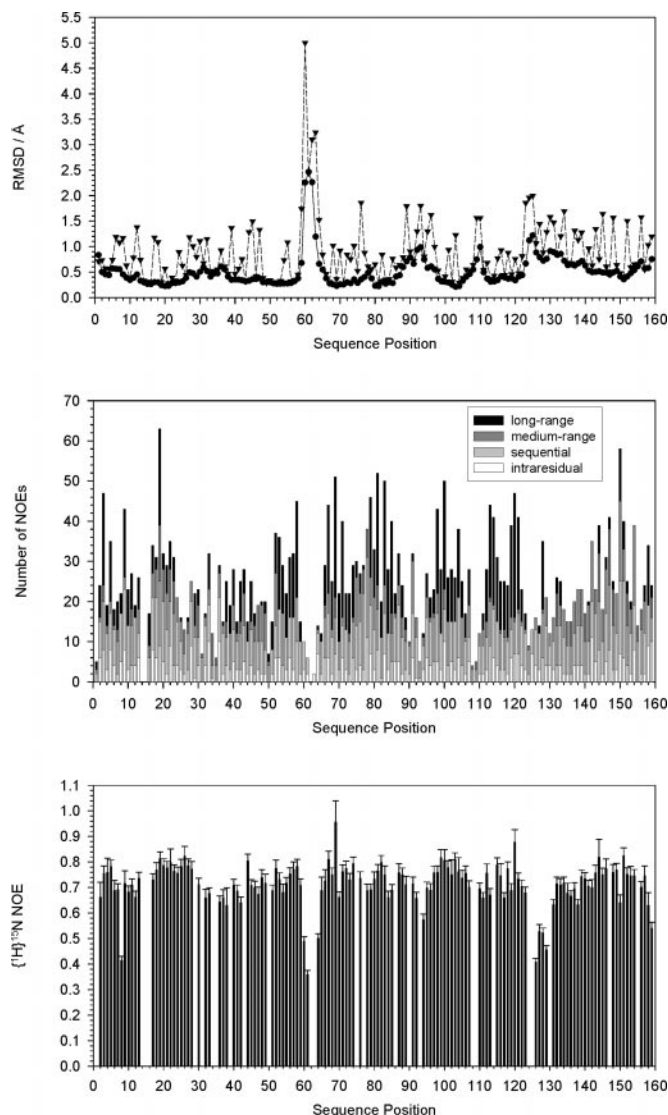 5.5
5.0
4.5
4.0
3.5
3.0
2.5
2.0
1.5
1.0
0.5
0.0
RMSD / Å
0 10 20 30 40 50 60 70 80 90 100 110 120 130 140 150 160
Sequence Position
70
60
50
40
30
20
10
0
Number of NOEs
long-range
medium-range
sequential
intraresidual
0 10 20 30 40 50 60 70 80 90 100 110 120 130 140 150 160
Sequence Position
1.1
1.0
0.9
0.8
0.7
0.6
0.5
0.4
0.3
0.2
0.1
0.0
{¹H}¹⁵N NOE
0 10 20 30 40 50 60 70 80 90 100 110 120 130 140 150 160
Sequence Position